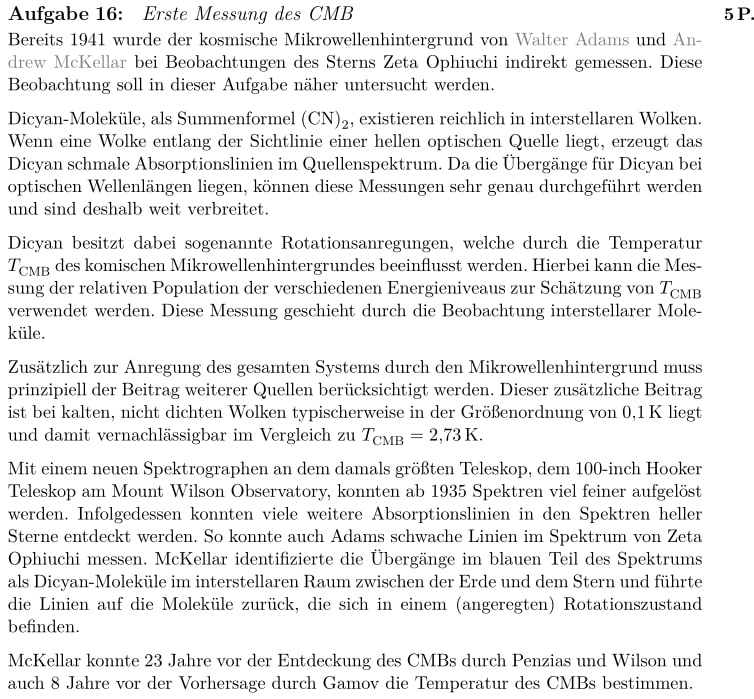 Aufgabe 16: Erste Messung des CMB 5 P.
Bereits 1941 wurde der kosmische Mikrowellenhintergrund von Walter Adams und An-
drew McKellar bei Beobachtungen des Sterns Zeta Ophiuchi indirekt gemessen. Diese
Beobachtung soll in dieser Aufgabe näher untersucht werden.
Dicyan-Moleküle, als Summenformel (CN)₂, existieren reichlich in interstellaren Wolken.
Wenn eine Wolke entlang der Sichtlinie einer hellen optischen Quelle liegt, erzeugt das
Dicyan schmale Absorptionslinien im Quellenspektrum. Da die Übergänge für Dicyan bei
optischen Wellenlängen liegen, können diese Messungen sehr genau durchgeführt werden
und sind deshalb weit verbreitet.
Dicyan besitzt dabei sogenannte Rotationsanregungen, welche durch die Temperatur
T_CMB des komischen Mikrowellenhintergrundes beeinflusst werden. Hierbei kann die Mes-
sung der relativen Population der verschiedenen Energieniveaus zur Schätzung von T_CMB
verwendet werden. Diese Messung geschieht durch die Beobachtung interstellarer Mole-
küle.
Zusätzlich zur Anregung des gesamten Systems durch den Mikrowellenhintergrund muss
prinzipiell der Beitrag weiterer Quellen berücksichtigt werden. Dieser zusätzliche Beitrag
ist bei kalten, nicht dichten Wolken typischerweise in der Größenordnung von 0,1 K liegt
und damit vernachlässigbar im Vergleich zu T_CMB = 2,73 K.
Mit einem neuen Spektrographen an dem damals größten Teleskop, dem 100-inch Hooker
Teleskop am Mount Wilson Observatory, konnten ab 1935 Spektren viel feiner aufgelöst
werden. Infolgedessen konnten viele weitere Absorptionslinien in den Spektren heller
Sterne entdeckt werden. So konnte auch Adams schwache Linien im Spektrum von Zeta
Ophiuchi messen. McKellar identifizierte die Übergänge im blauen Teil des Spektrums
als Dicyan-Moleküle im interstellaren Raum zwischen der Erde und dem Stern und führte
die Linien auf die Moleküle zurück, die sich in einem (angeregten) Rotationszustand
befinden.
McKellar konnte 23 Jahre vor der Entdeckung des CMBs durch Penzias und Wilson und
auch 8 Jahre vor der Vorhersage durch Gamov die Temperatur des CMBs bestimmen.